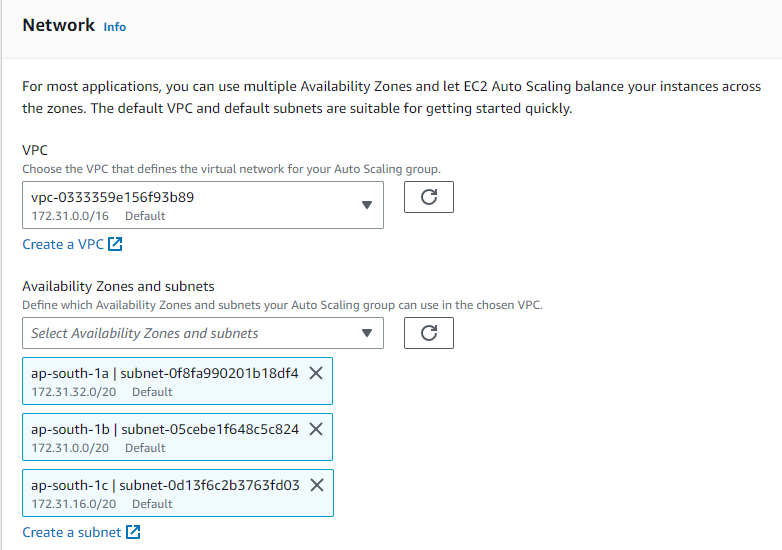 Network Info
For most applications, you can use multiple Availability Zones and let EC2 Auto Scaling balance your instances across
the zones. The default VPC and default subnets are suitable for getting started quickly.
VPC
Choose the VPC that defines the virtual network for your Auto Scaling group.
vpc-0333359e156f93b89
172.31.0.0/16 Default
Create a VPC
Availability Zones and subnets
Define which Availability Zones and subnets your Auto Scaling group can use in the chosen VPC.
Select Availability Zones and subnets
ap-south-1a | subnet-0f8fa990201b18df4
172.31.32.0/20 Default
ap-south-1b | subnet-05cebe1f648c5c824
172.31.0.0/20 Default
ap-south-1c | subnet-0d13f6c2b3763fd03
172.31.16.0/20 Default
Create a subnet